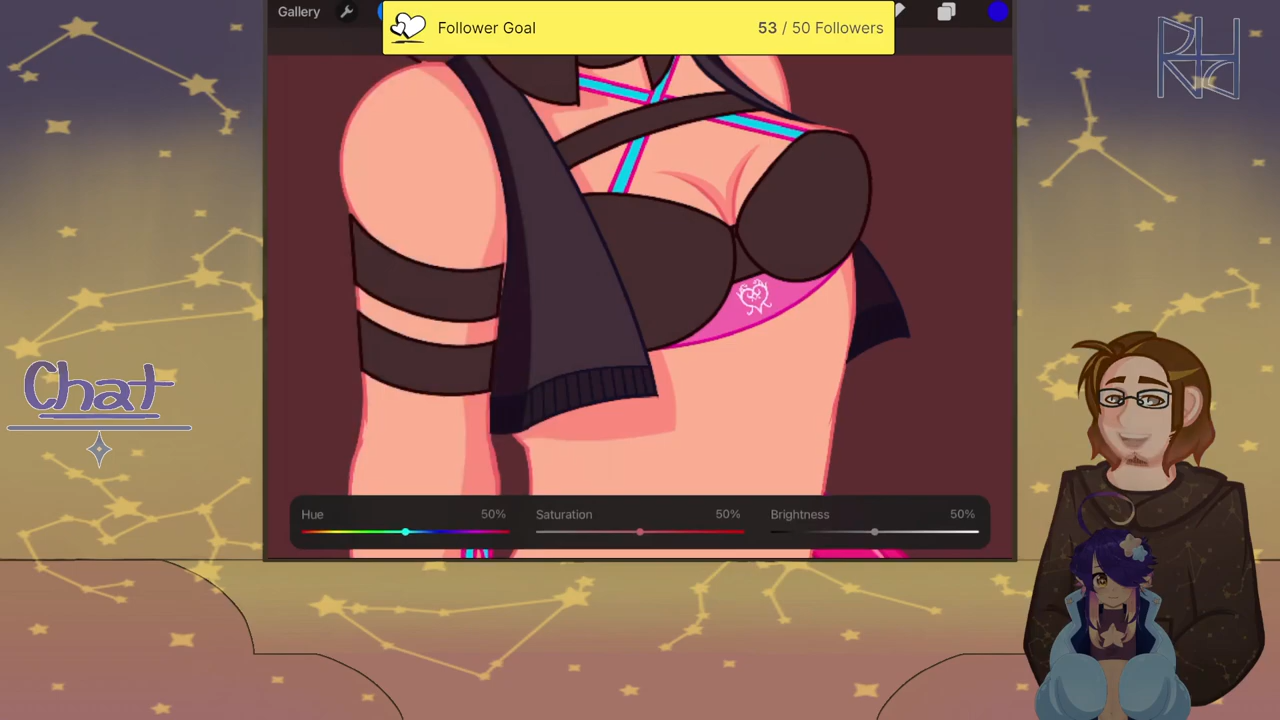 Gallery
Follower Goal 53 / 50 Followers
Chat
Hue 50% Saturation 50% Brightness 50%